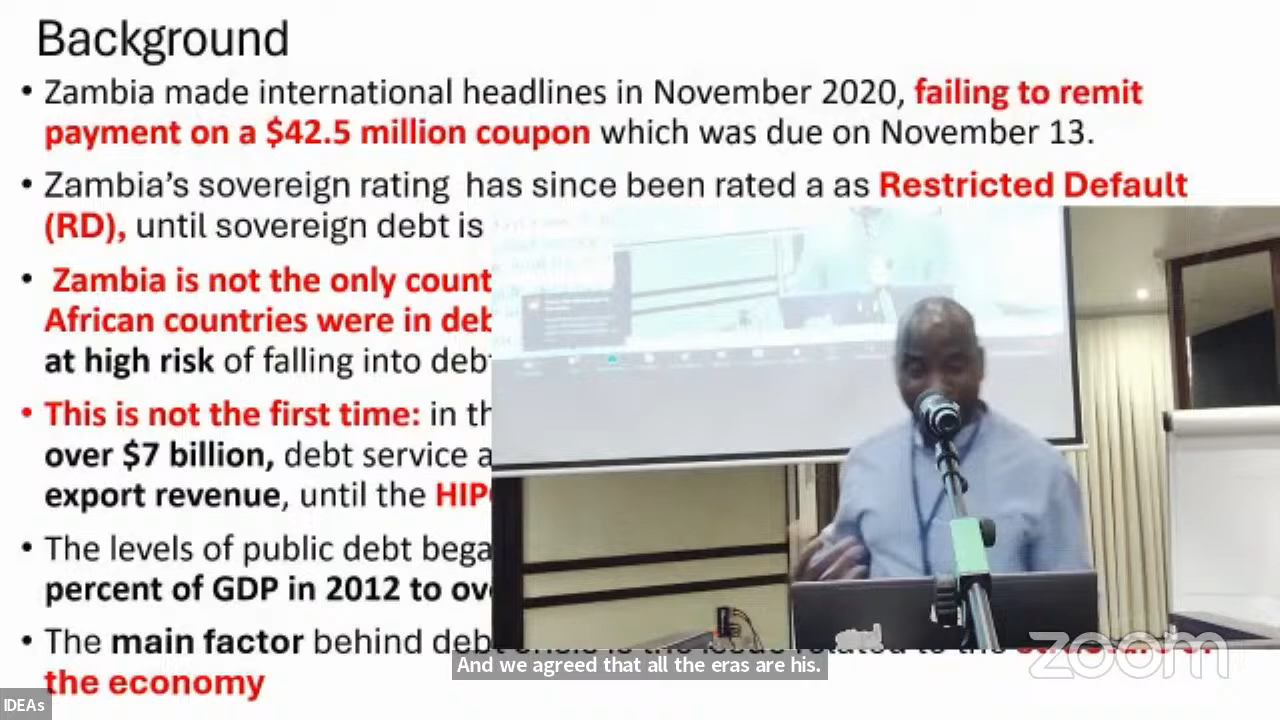 Background
• Zambia made international headlines in November 2020, failing to remit
payment on a $42.5 million coupon which was due on November 13.
• Zambia’s sovereign rating has since been rated a as Restricted Default
(RD), until sovereign debt is
• Zambia is not the only count
African countries were in deb
at high risk of falling into deb
• This is not the first time: in th
over $7 billion, debt service a
export revenue, until the HIP
• The levels of public debt bega
percent of GDP in 2012 to ov
• The main factor behind deb
the economy
And we agreed that all the eras are his.
zoom
IDEAs